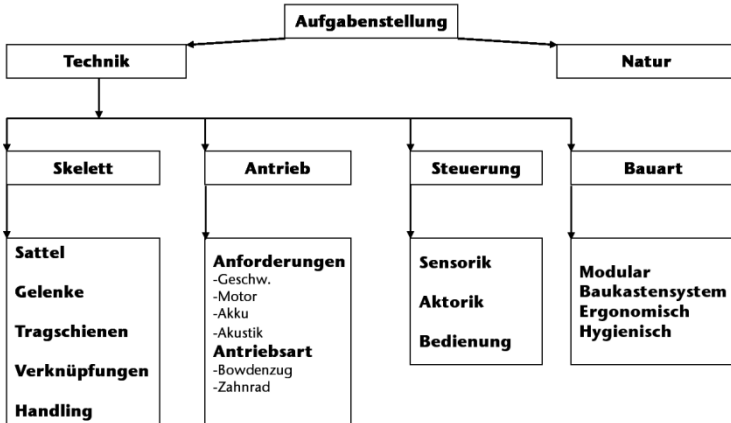 Aufgabenstellung
Technik
Natur
Skelett
Antrieb
Steuerung
Bauart
Sattel
Gelenke
Tragschienen
Verknüpfungen
Handling
Anforderungen
-Geschw.
-Motor
-Akku
-Akustik
Antriebsart
-Bowdenzug
-Zahnrad
Sensorik
Aktorik
Bedienung
Modular
Baukastensystem
Ergonomisch
Hygienisch